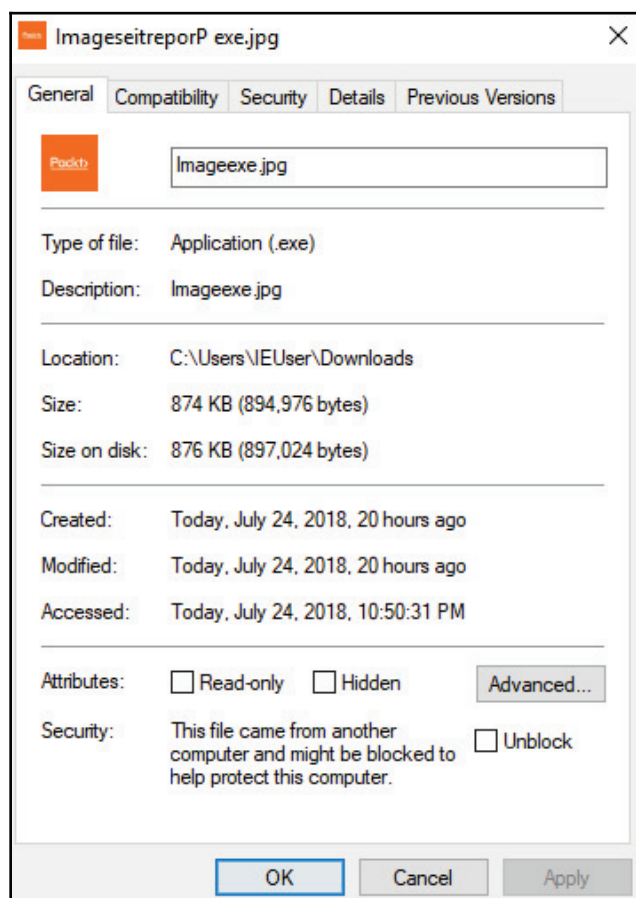 ImageseitreporP exe.jpg
General Compatibility Security Details Previous Versions
Packt>
Imageexe.jpg
Type of file: Application (.exe)
Description: Imageexe.jpg
Location: C:\Users\IEUser\Downloads
Size: 874 KB (894,976 bytes)
Size on disk: 876 KB (897,024 bytes)
Created: Today, July 24, 2018, 20 hours ago
Modified: Today, July 24, 2018, 20 hours ago
Accessed: Today, July 24, 2018, 10:50:31 PM
Attributes: Read-only Hidden Advanced...
Security: This file came from another
computer and might be blocked to
help protect this computer.
Unblock
OK Cancel Apply